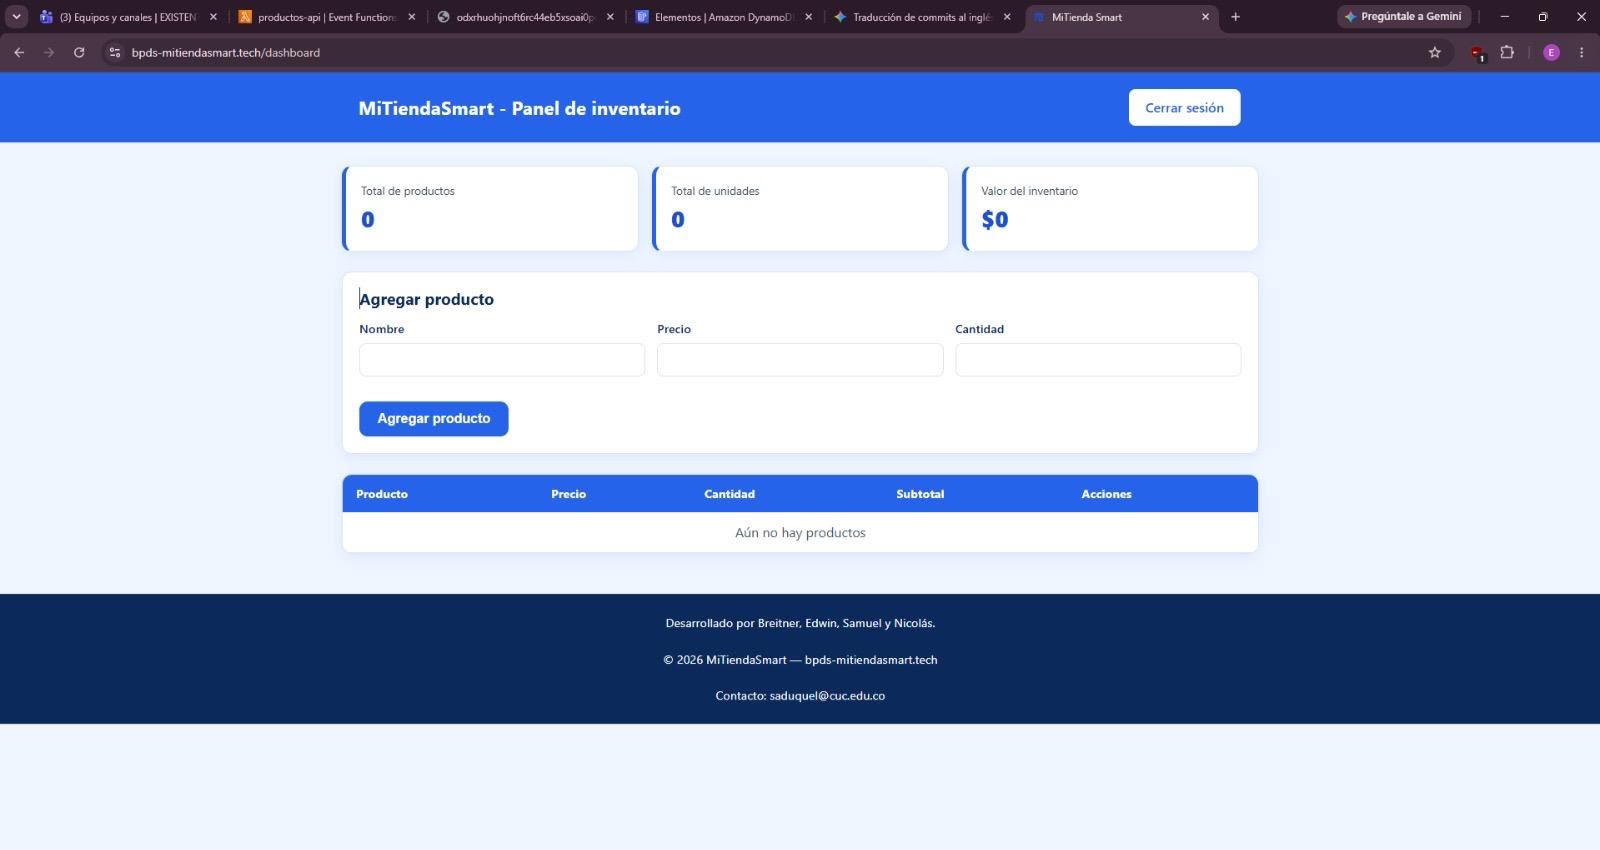 (3) Equipos y canales | EXISTEN
productos-api | Event Functions
odxrhuohjnoft6rc44eb5xsoai0p
Elementos | Amazon DynamoD
Traducción de commits al inglé
MiTienda Smart
Pregúntale a Gemini
bpds-mitiendasmart.tech/dashboard
1
E
MiTiendaSmart - Panel de inventario
Cerrar sesión
Total de productos
0
Total de unidades
0
Valor del inventario
$0
Agregar producto
Nombre
Precio
Cantidad
Agregar producto
Producto Precio Cantidad Subtotal Acciones
Aún no hay productos
Desarrollado por Breitner, Edwin, Samuel y Nicolás.
© 2026 MiTiendaSmart — bpds-mitiendasmart.tech
Contacto: saduquel@cuc.edu.co